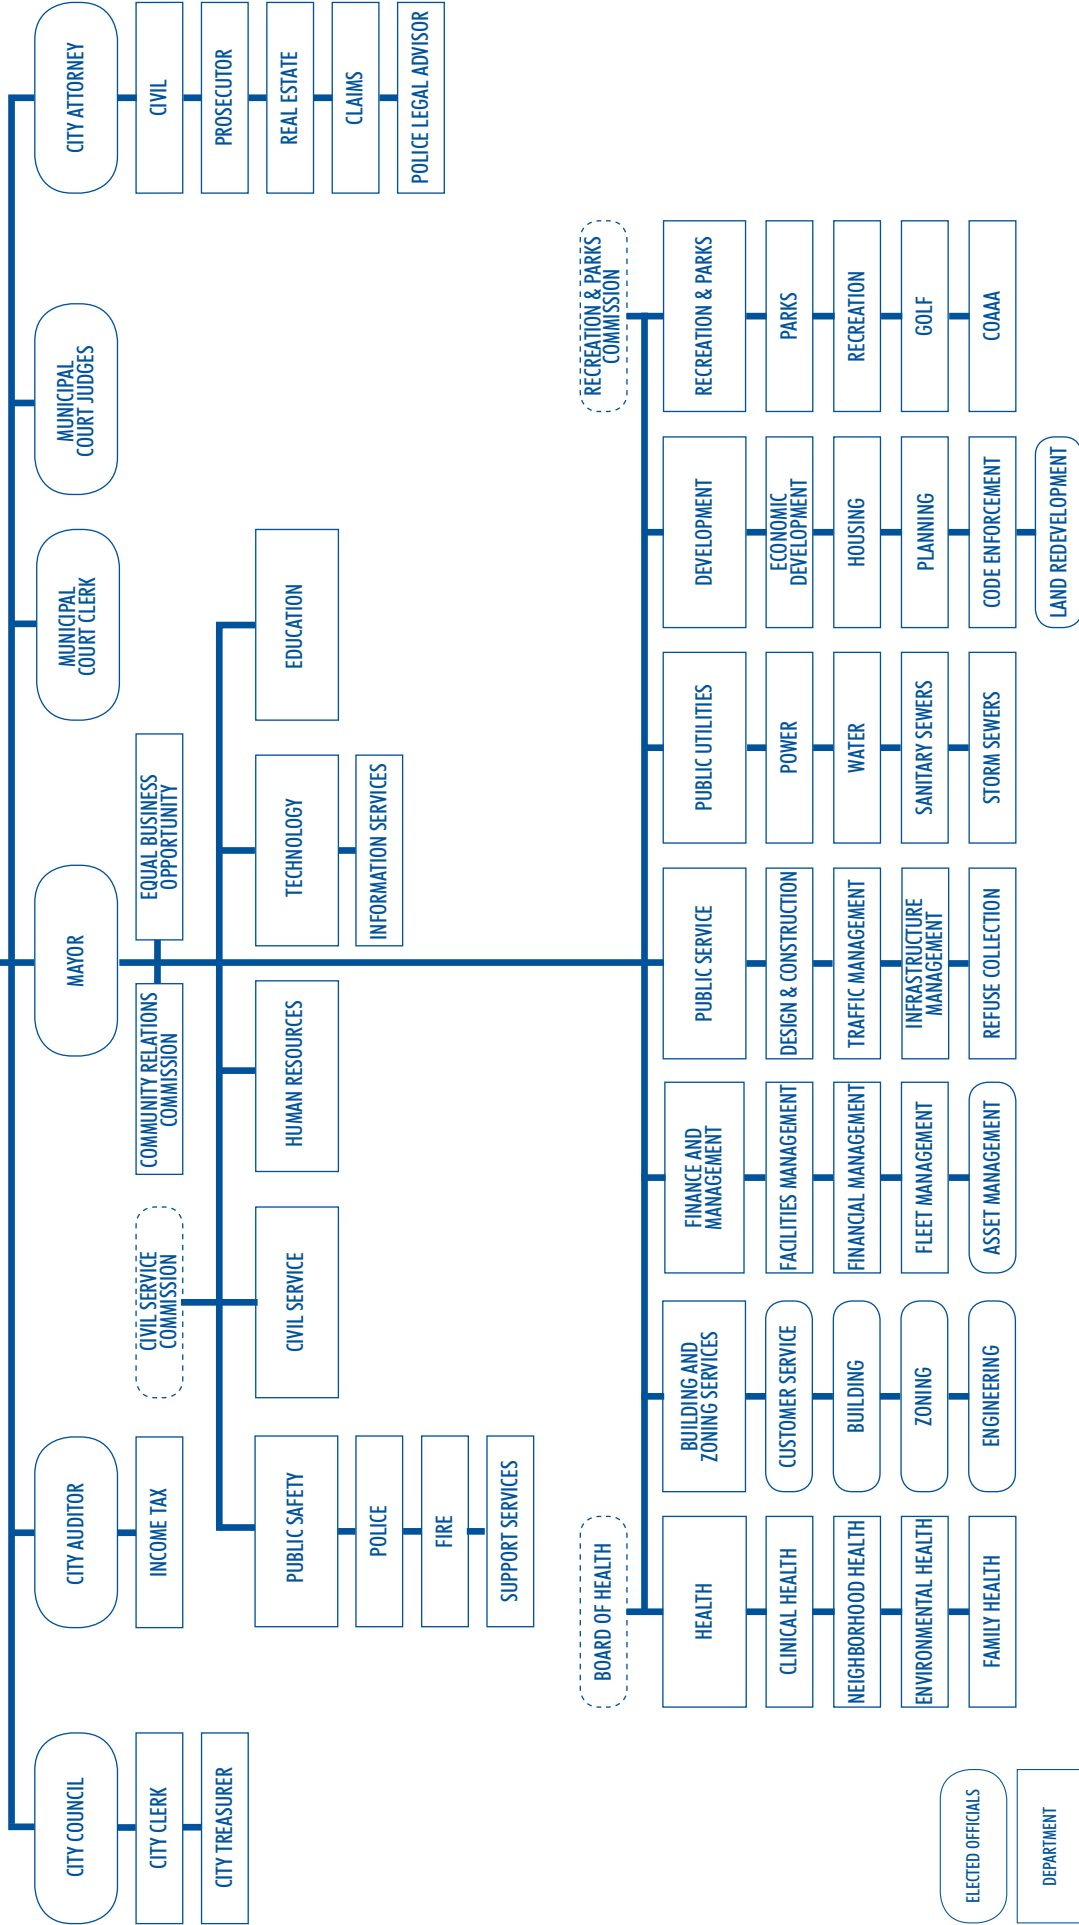 CITY COUNCIL
CITY CLERK
CITY TREASURER
CITY AUDITOR
INCOME TAX
MAYOR
COMMUNITY RELATIONS
COMMISSION
EQUAL BUSINESS
OPPORTUNITY
MUNICIPAL
COURT CLERK
MUNICIPAL
COURT JUDGES
CITY ATTORNEY
CIVIL
PROSECUTOR
REAL ESTATE
CLAIMS
POLICE LEGAL ADVISOR
CIVIL SERVICE
COMMISSION
PUBLIC SAFETY
POLICE
FIRE
SUPPORT SERVICES
CIVIL SERVICE
HUMAN RESOURCES
TECHNOLOGY
INFORMATION SERVICES
EDUCATION
BOARD OF HEALTH
HEALTH
CLINICAL HEALTH
NEIGHBORHOOD HEALTH
ENVIRONMENTAL HEALTH
FAMILY HEALTH
BUILDING AND
ZONING SERVICES
CUSTOMER SERVICE
BUILDING
ZONING
ENGINEERING
FINANCE AND
MANAGEMENT
FACILITIES MANAGEMENT
FINANCIAL MANAGEMENT
FLEET MANAGEMENT
ASSET MANAGEMENT
PUBLIC SERVICE
DESIGN & CONSTRUCTION
TRAFFIC MANAGEMENT
INFRASTRUCTURE
MANAGEMENT
REFUSE COLLECTION
PUBLIC UTILITIES
POWER
WATER
SANITARY SEWERS
STORM SEWERS
DEVELOPMENT
ECONOMIC
DEVELOPMENT
HOUSING
PLANNING
CODE ENFORCEMENT
LAND REDEVELOPMENT
RECREATION & PARKS
COMMISSION
RECREATION & PARKS
PARKS
RECREATION
GOLF
COAAA
ELECTED OFFICIALS
DEPARTMENT